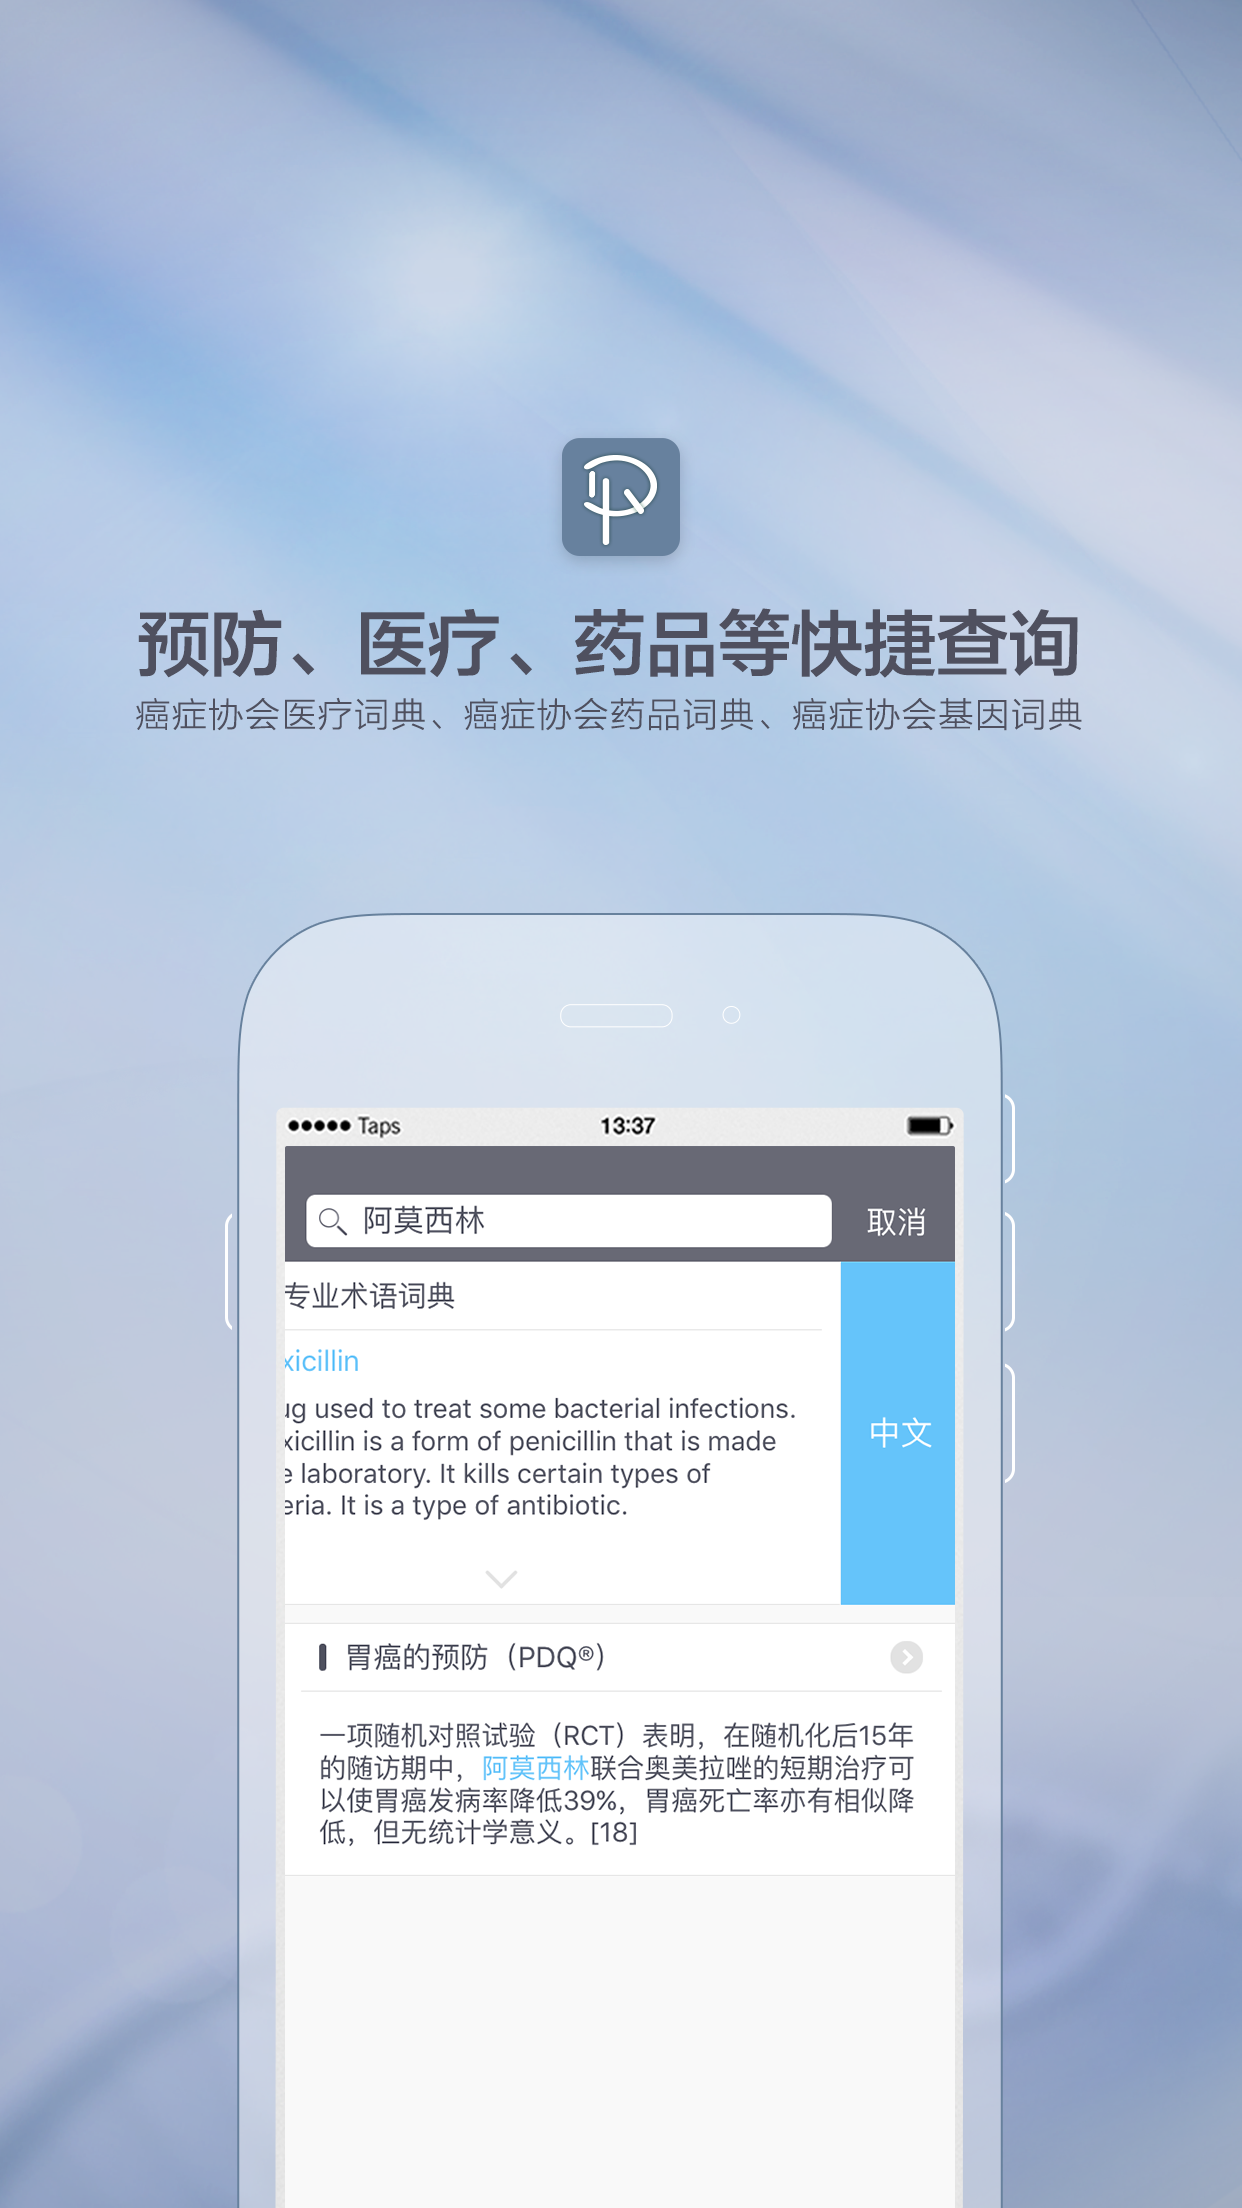 预防、医疗、药品等快捷查询
癌症协会医疗词典、癌症协会药品词典、癌症协会基因词典
Taps 13:37
阿莫西林 取消
专业术语词典
xicillin
ug used to treat some bacterial infections.
xicillin is a form of penicillin that is made
e laboratory. It kills certain types of
eria. It is a type of antibiotic.
中文
胃癌的预防（PDQ®）
一项随机对照试验（RCT）表明，在随机化后15年
的随访期中，阿莫西林联合奥美拉唑的短期治疗可
以使胃癌发病率降低39%，胃癌死亡率亦有相似降
低，但无统计学意义。[18]